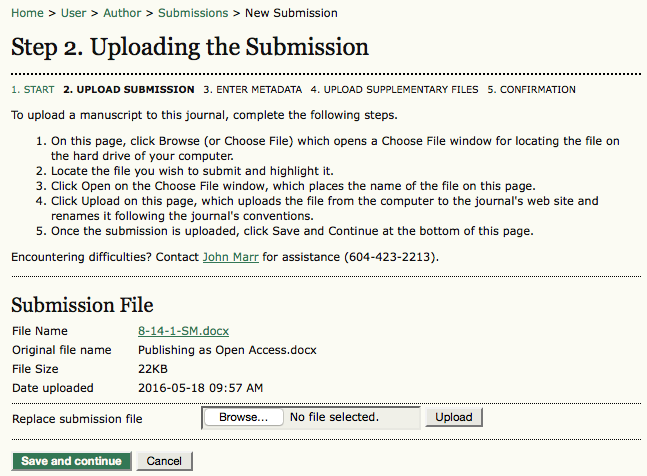 Home > User > Author > Submissions > New Submission
Step 2. Uploading the Submission
1. START 2. UPLOAD SUBMISSION 3. ENTER METADATA 4. UPLOAD SUPPLEMENTARY FILES 5. CONFIRMATION
To upload a manuscript to this journal, complete the following steps.
1. On this page, click Browse (or Choose File) which opens a Choose File window for locating the file on
the hard drive of your computer.
2. Locate the file you wish to submit and highlight it.
3. Click Open on the Choose File window, which places the name of the file on this page.
4. Click Upload on this page, which uploads the file from the computer to the journal's web site and
renames it following the journal's conventions.
5. Once the submission is uploaded, click Save and Continue at the bottom of this page.
Encountering difficulties? Contact John Marr for assistance (604-423-2213).
Submission File
File Name 8-14-1-SM.docx
Original file name Publishing as Open Access.docx
File Size 22KB
Date uploaded 2016-05-18 09:57 AM
Replace submission file Browse... No file selected. Upload
Save and continue Cancel